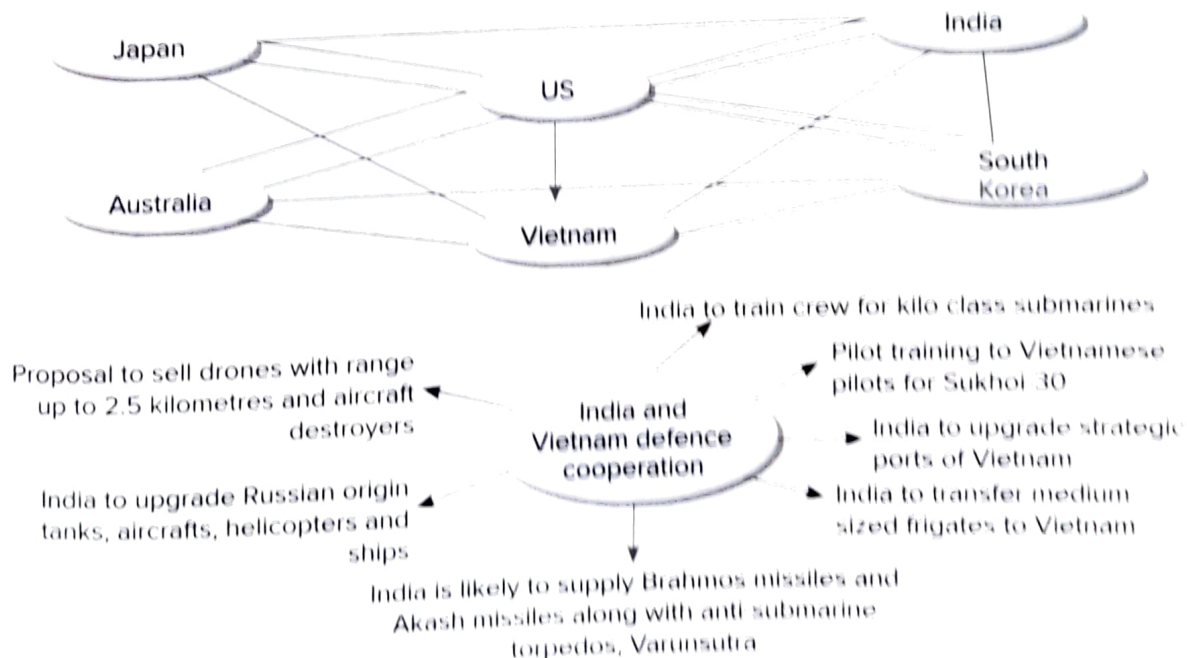 Japan
India
US
South
Korea
Australia
Vietnam
India to train crew for kilo class submarines
Proposal to sell drones with range
up to 2.5 kilometres and aircraft
destroyers
Pilot training to Vietnamese
pilots for Sukhoi 30
India and
Vietnam defence
cooperation
India to upgrade strategic
ports of Vietnam
India to upgrade Russian origin
tanks, aircrafts, helicopters and
ships
India to transfer medium
sized frigates to Vietnam
India is likely to supply Brahmos missiles and
Akash missiles along with anti submarine
torpedos, Varunsutra